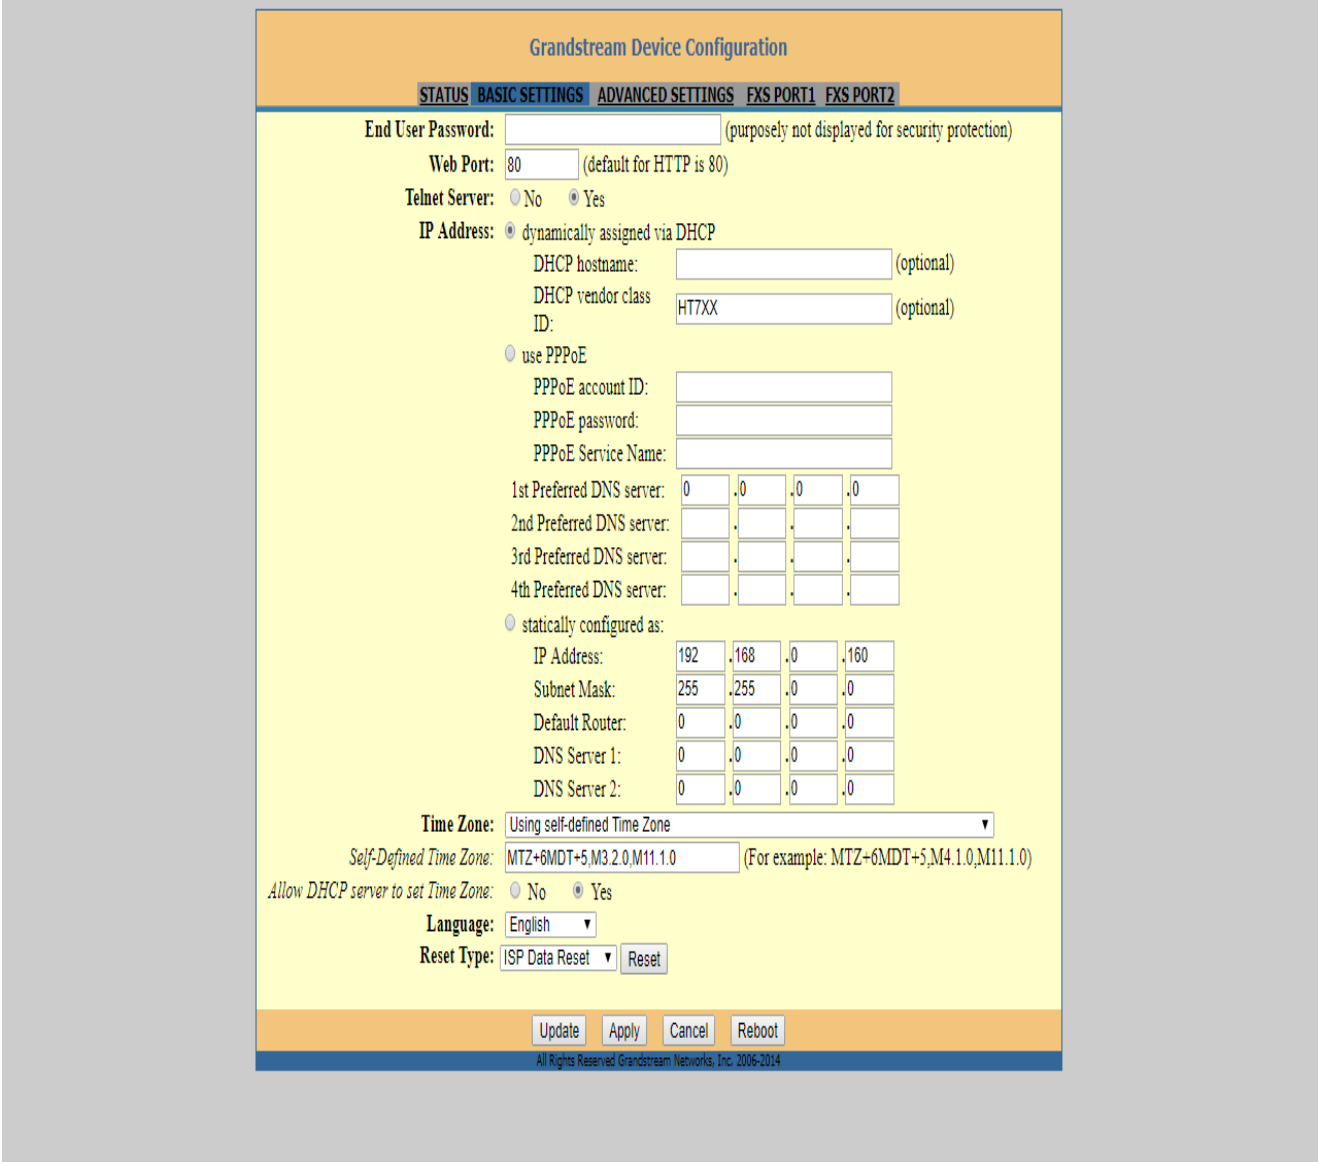 Grandstream Device Configuration
STATUS BASIC SETTINGS ADVANCED SETTINGS FXS PORT1 FXS PORT2
End User Password: (purposely not displayed for security protection)
Web Port: 80 (default for HTTP is 80)
Telnet Server: No Yes
IP Address: dynamically assigned via DHCP
DHCP hostname: (optional)
DHCP vendor class
ID: HT7XX (optional)
use PPPoE
PPPoE account ID:
PPPoE password:
PPPoE Service Name:
1st Preferred DNS server: 0 .0 .0 .0
2nd Preferred DNS server: . . .
3rd Preferred DNS server: . . .
4th Preferred DNS server: . . .
statically configured as:
IP Address: 192 .168 .0 .160
Subnet Mask: 255 .255 .0 .0
Default Router: 0 .0 .0 .0
DNS Server 1: 0 .0 .0 .0
DNS Server 2: 0 .0 .0 .0
Time Zone: Using self-defined Time Zone
Self-Defined Time Zone: MTZ+6MDT+5,M3.2.0,M11.1.0 (For example: MTZ+6MDT+5,M4.1.0,M11.1.0)
Allow DHCP server to set Time Zone: No Yes
Language: English
Reset Type: ISP Data Reset Reset
Update Apply Cancel Reboot
All Rights Reserved Grandstream Networks, Inc. 2006-2014